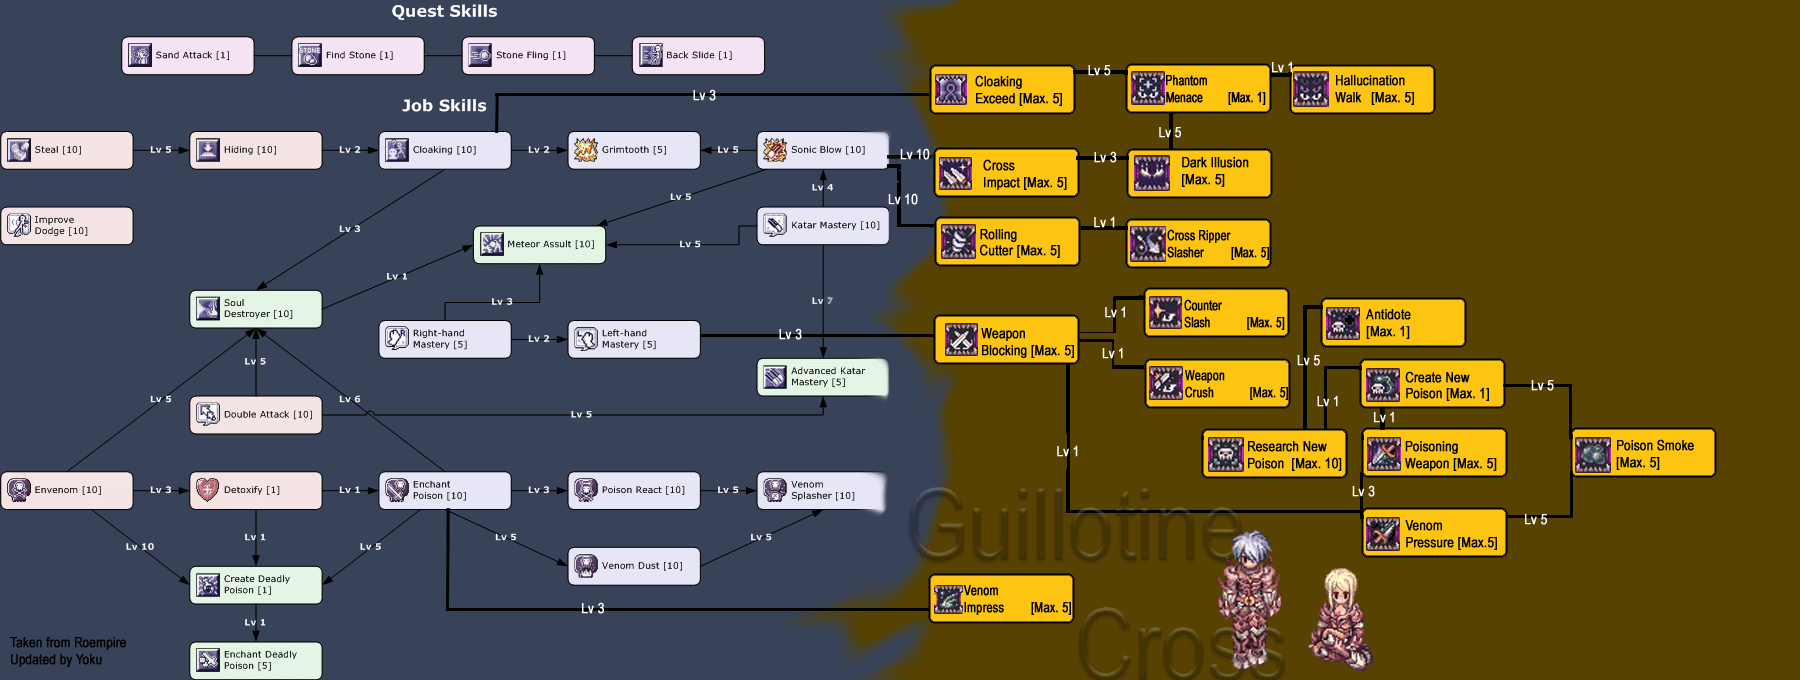 Quest Skills
Sand Attack [1]
Find Stone [1]
Stone Fling [1]
Back Slide [1]
Job Skills
Lv 3
Cloaking
Exceed [Max. 5]
Lv 5
Phantom
Menace [Max. 1]
Lv 1
Hallucination
Walk [Max. 5]
Lv 5
Steal [10]
Lv 5
Hiding [10]
Lv 2
Cloaking [10]
Lv 2
Grimtooth [5]
Lv 5
Sonic Blow [10]
Lv 10
Cross
Impact [Max. 5]
Lv 3
Dark Illusion
[Max. 5]
Lv 5
Lv 4
Lv 10
Improve
Dodge [10]
Lv 3
Meteor Assult [10]
Lv 5
Katar Mastery [10]
Rolling
Cutter [Max. 5]
Lv 1
Cross Ripper
Slasher [Max. 5]
Lv 1
Soul
Destroyer [10]
Lv 3
Lv 7
Right-hand
Mastery [5]
Lv 2
Left-hand
Mastery [5]
Lv 3
Weapon
Blocking [Max. 5]
Lv 1
Counter
Slash [Max. 5]
Lv 1
Weapon
Crush [Max. 5]
Antidote
[Max. 1]
Lv 5
Lv 5
Advanced Katar
Mastery [5]
Create New
Poison [Max. 1]
Lv 5
Lv 1
Lv 1
Lv 5
Lv 6
Double Attack [10]
Lv 5
Lv 1
Research New
Poison [Max. 10]
Poisoning
Weapon [Max. 5]
Poison Smoke
[Max. 5]
Envenom [10]
Lv 3
Detoxify [1]
Lv 1
Enchant
Poison [10]
Lv 3
Poison React [10]
Lv 5
Venom
Splasher [10]
Lv 3
Lv 10
Lv 1
Lv 5
Lv 5
Lv 5
Venom
Pressure [Max.5]
Lv 5
Guillotine
Cross
Create Deadly
Poison [1]
Venom Dust [10]
Lv 3
Venom
Impress [Max. 5]
Lv 1
Enchant Deadly
Poison [5]
Taken from Roempire
Updated by Yoku